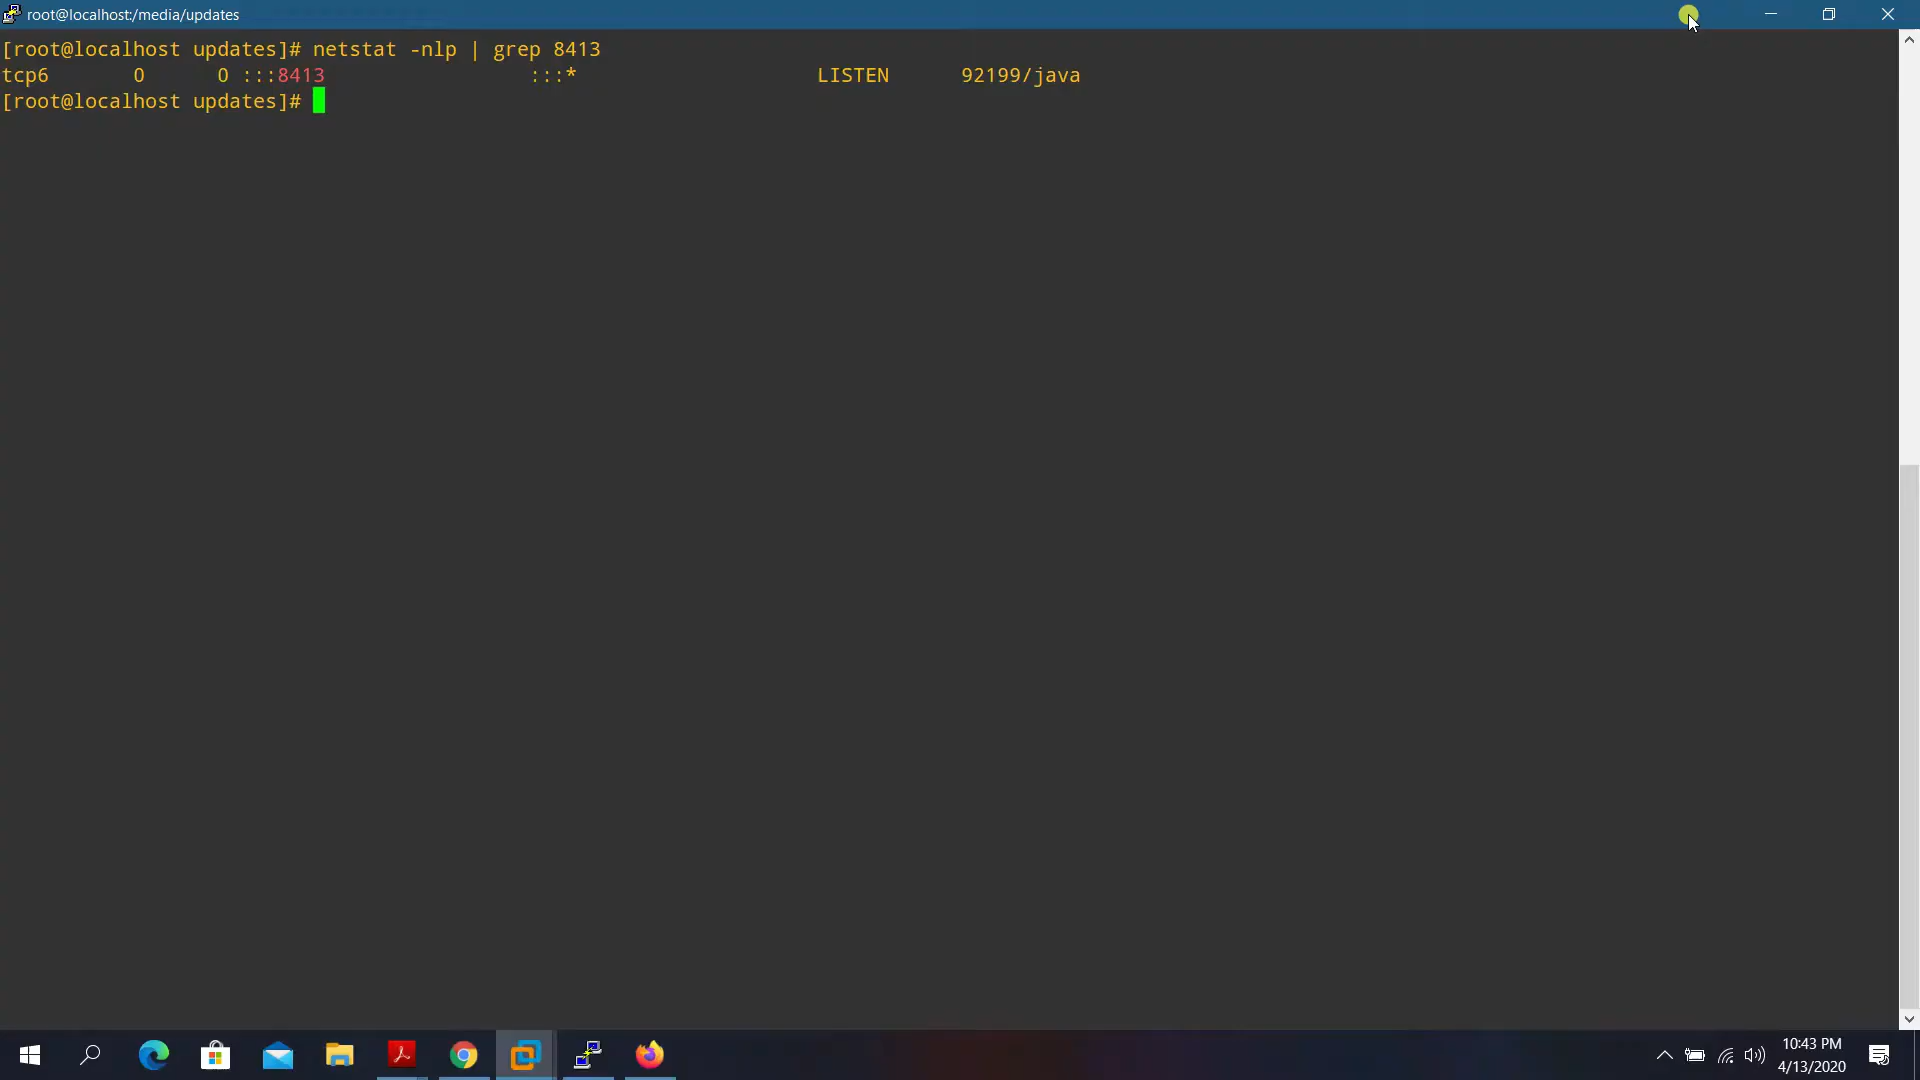 root@localhost:/media/updates
[root@localhost updates]# netstat -nlp | grep 8413
tcp6       0      0 :::8413                 :::*                    LISTEN      92199/java
[root@localhost updates]#
10:43 PM
4/13/2020